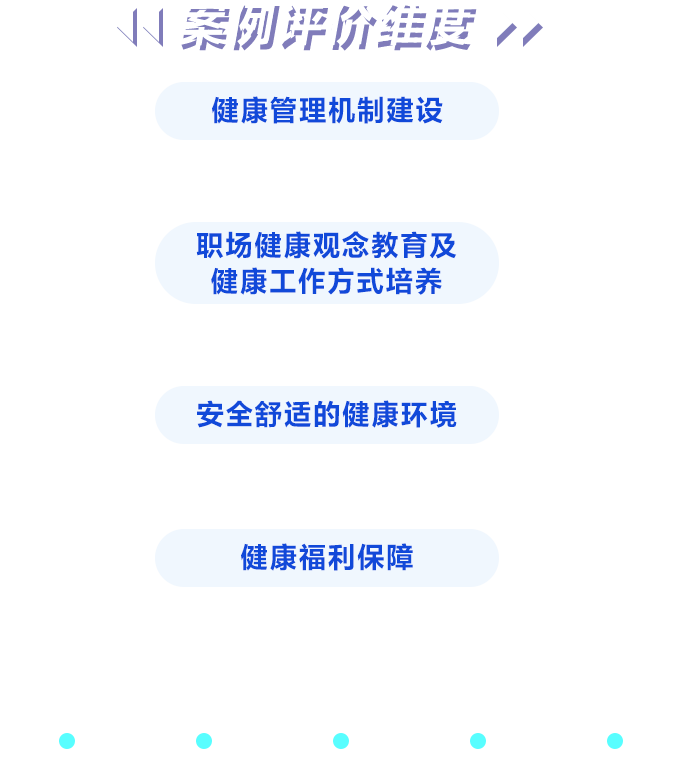 案例评价维度
健康管理机制建设
职场健康观念教育及
健康工作方式培养
安全舒适的健康环境
健康福利保障